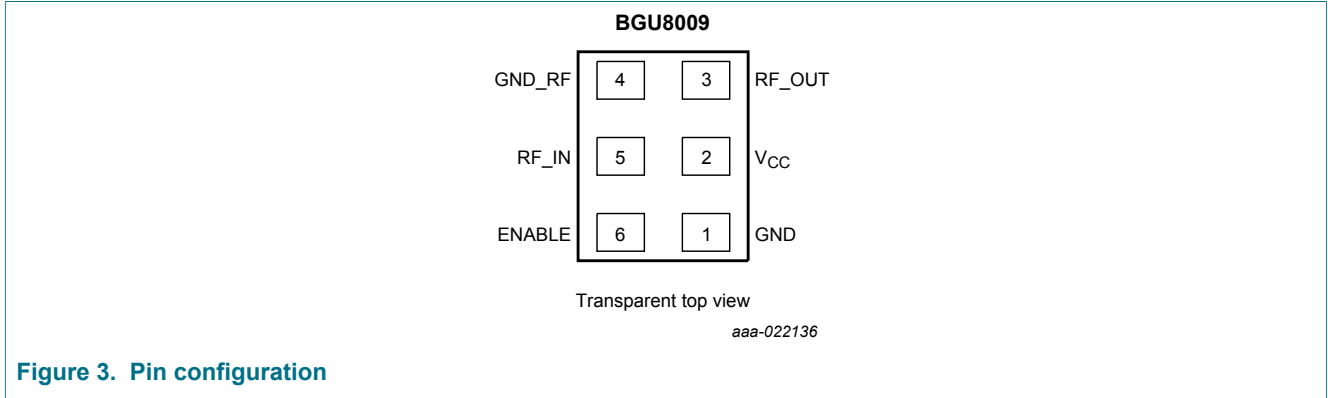 BGU8009
GND_RF 4 3 RF_OUT
RF_IN 5 2 VCC
ENABLE 6 1 GND
Transparent top view
aaa-022136
Figure 3. Pin configuration